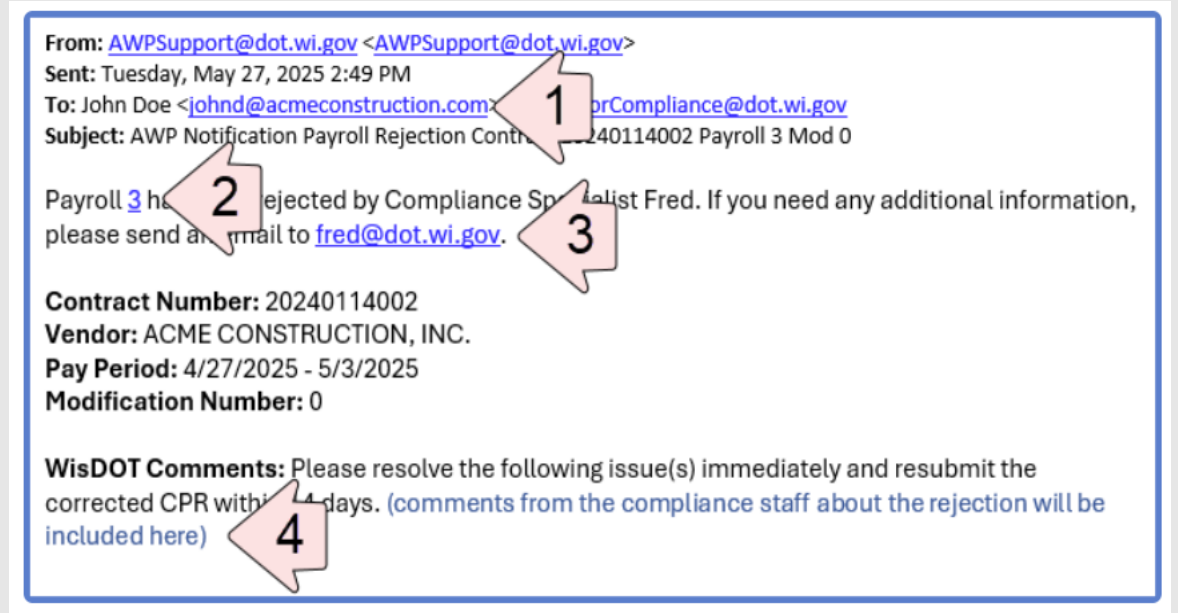 From: AWPSupport@dot.wi.gov <AWPSupport@dot.wi.gov>
Sent: Tuesday, May 27, 2025 2:49 PM
To: John Doe <johnd@acmeconstruction.com> 1 orCompliance@dot.wi.gov
Subject: AWP Notification Payroll Rejection Contr 240114002 Payroll 3 Mod 0
Payroll 3 2 ejected by Compliance Specialist Fred. If you need any additional information,
please send an email to fred@dot.wi.gov. 3
Contract Number: 20240114002
Vendor: ACME CONSTRUCTION, INC.
Pay Period: 4/27/2025 - 5/3/2025
Modification Number: 0
WisDOT Comments: Please resolve the following issue(s) immediately and resubmit the
corrected CPR within days. (comments from the compliance staff about the rejection will be
included here) 4